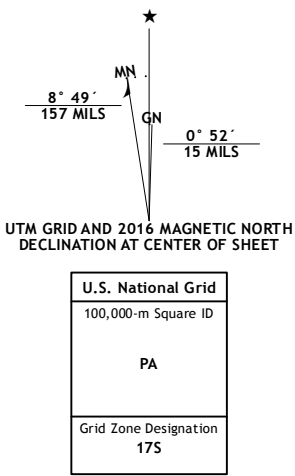 ★
MN
8° 49´
157 MILS
GN
0° 52´
15 MILS
UTM GRID AND 2016 MAGNETIC NORTH
DECLINATION AT CENTER OF SHEET
U.S. National Grid
100,000-m Square ID
PA
Grid Zone Designation
17S